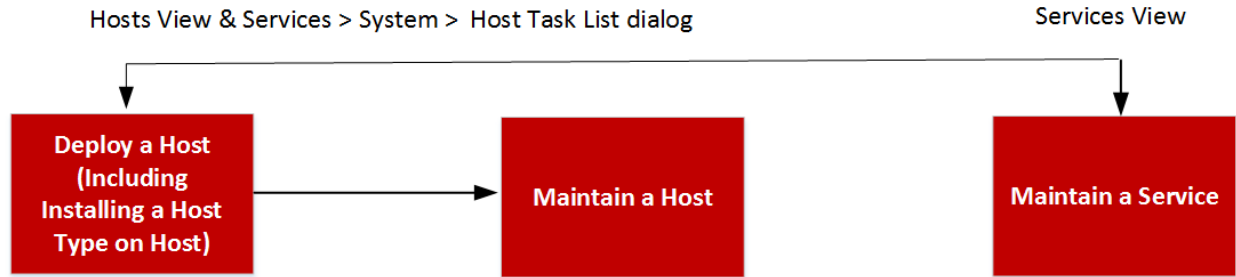 Hosts View & Services > System > Host Task List dialog
Services View
Deploy a Host
(Including
Installing a Host
Type on Host)
Maintain a Host
Maintain a Service